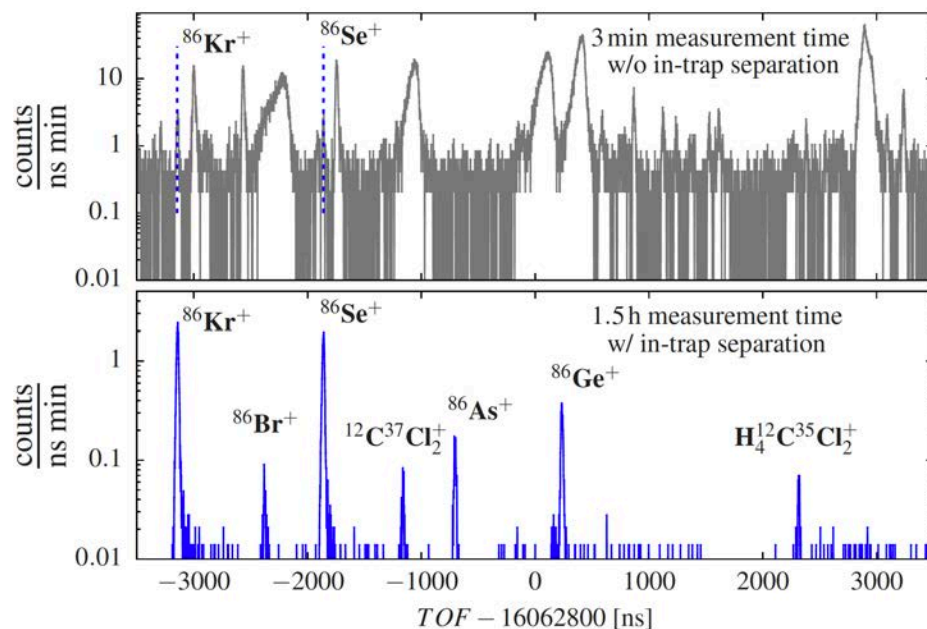 ⁸⁶Kr⁺ ⁸⁶Se⁺ 3 min measurement time
w/o in-trap separation
counts
ns min
10
1
0.1
0.01
⁸⁶Kr⁺ ⁸⁶Se⁺ 1.5 h measurement time
w/ in-trap separation
⁸⁶Ge⁺
⁸⁶Br⁺ ¹²C³⁷Cl₂⁺ ⁸⁶As⁺ H₄¹²C³⁵Cl₂⁺
counts
ns min
1
0.1
0.01
−3000 −2000 −1000 0 1000 2000 3000
TOF − 16062800 [ns]